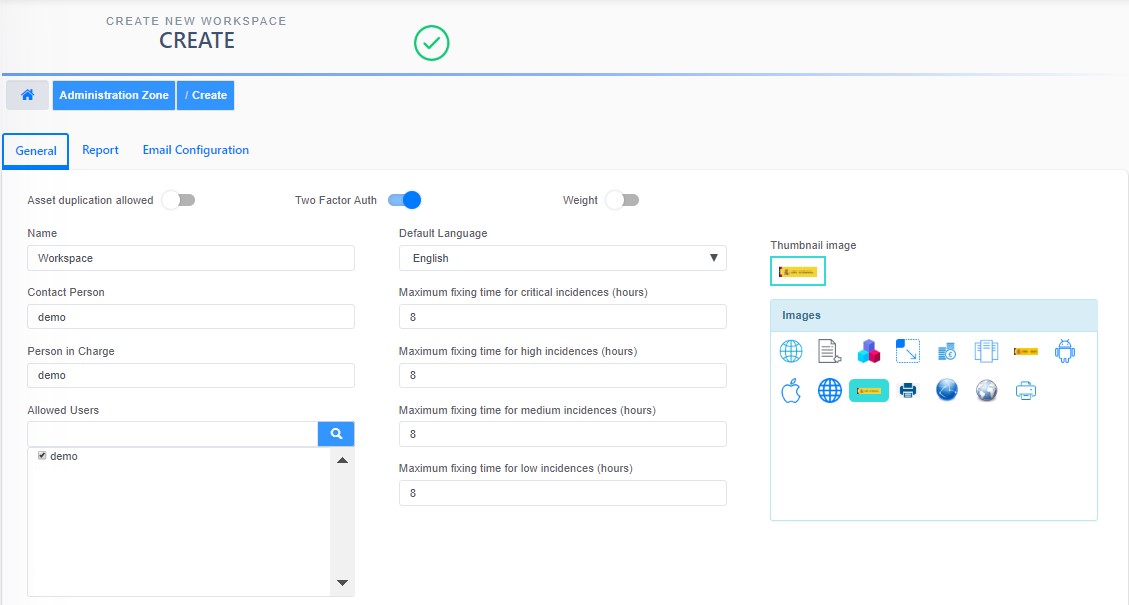 CREATE NEW WORKSPACE
CREATE
Administration Zone / Create
General Report Email Configuration
Asset duplication allowed Two Factor Auth Weight
Name
Workspace
Contact Person
demo
Person in Charge
demo
Allowed Users
demo
Default Language
English
Maximum fixing time for critical incidences (hours)
8
Maximum fixing time for high incidences (hours)
8
Maximum fixing time for medium incidences (hours)
8
Maximum fixing time for low incidences (hours)
8
Thumbnail image
Images